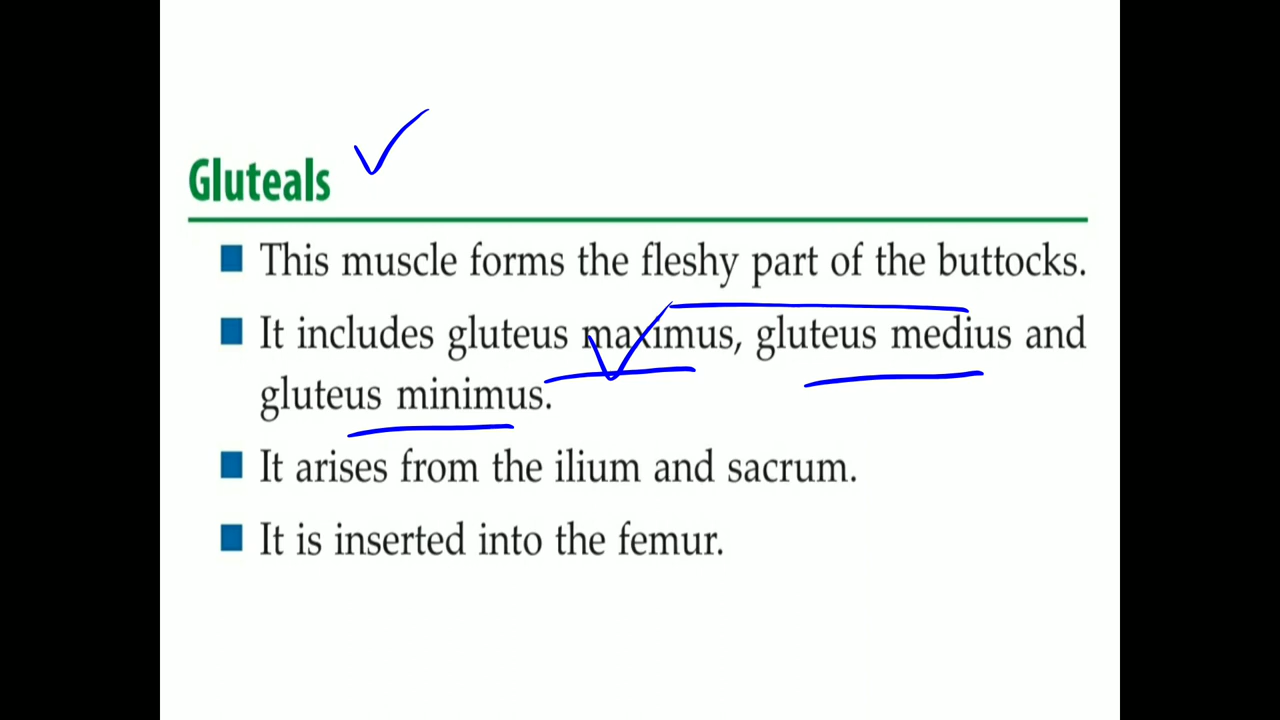 Gluteals
This muscle forms the fleshy part of the buttocks.
It includes gluteus maximus, gluteus medius and
gluteus minimus.
It arises from the ilium and sacrum.
It is inserted into the femur.